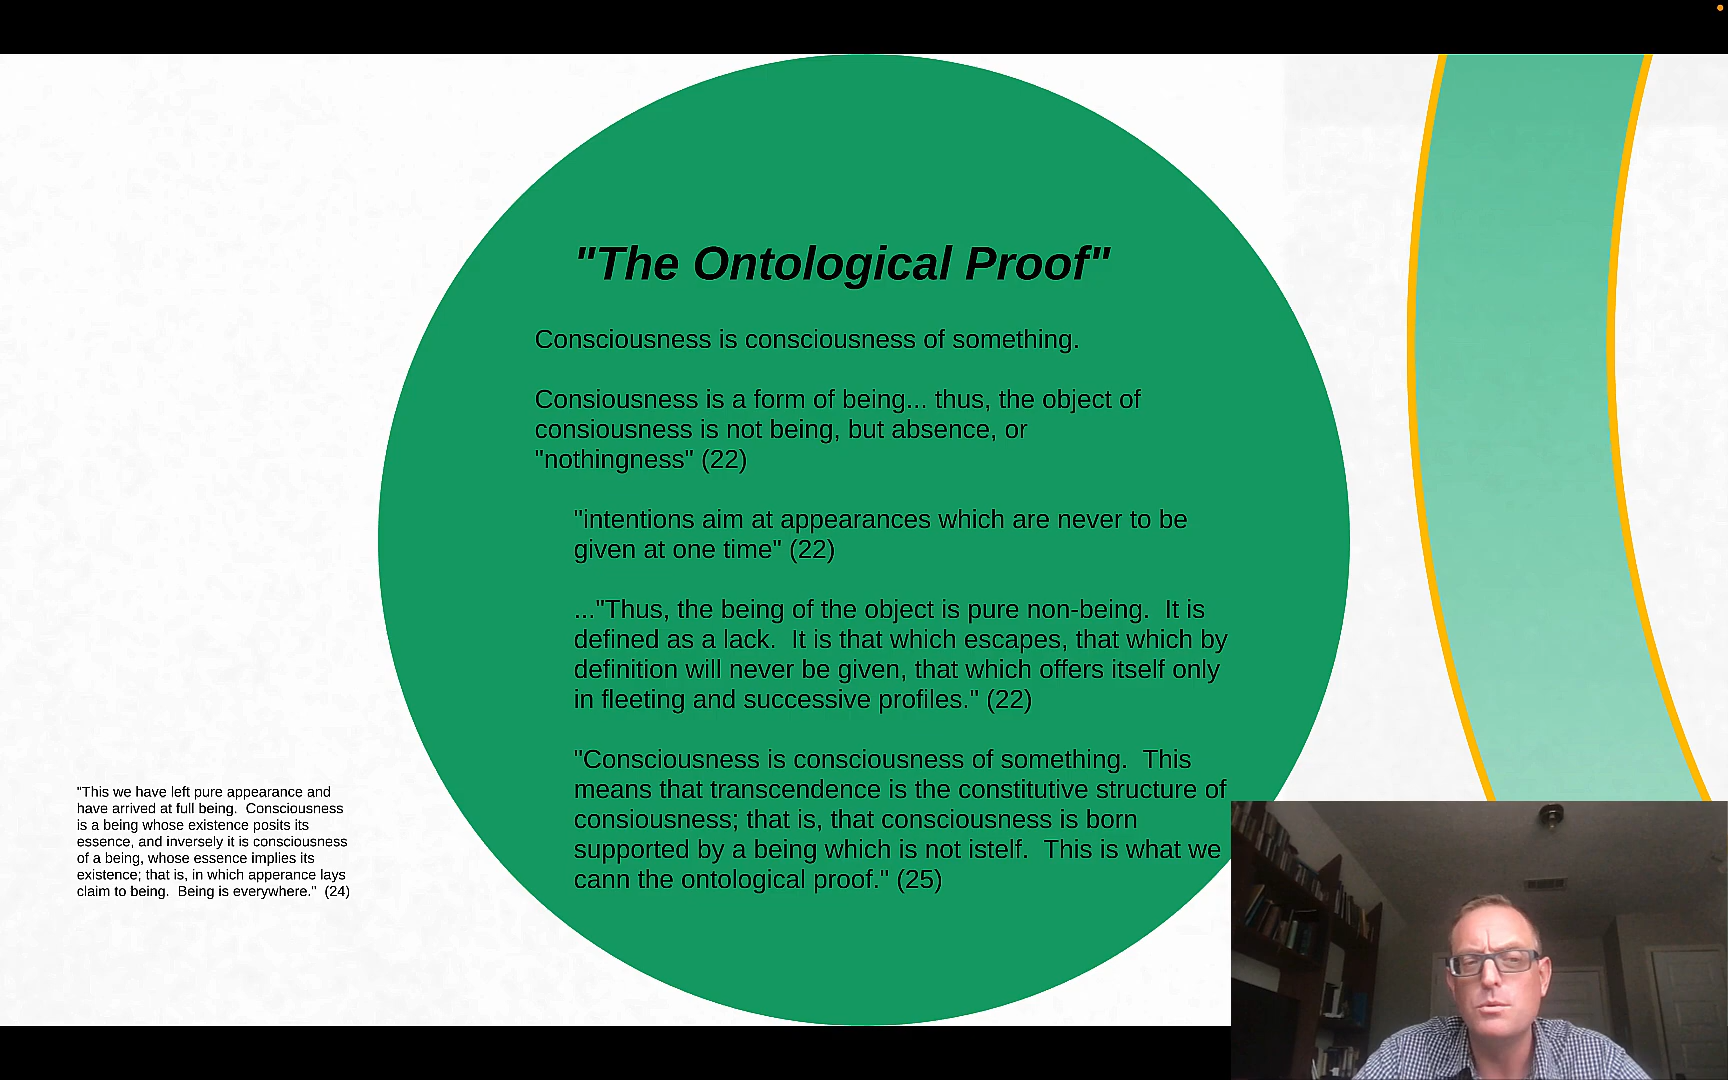 "The Ontological Proof"
Consciousness is consciousness of something.
Consiousness is a form of being... thus, the object of
consiousness is not being, but absence, or
"nothingness" (22)
"intentions aim at appearances which are never to be
given at one time" (22)
..."Thus, the being of the object is pure non-being.  It is
defined as a lack.  It is that which escapes, that which by
definition will never be given, that which offers itself only
in fleeting and successive profiles." (22)
"Consciousness is consciousness of something.  This
means that transcendence is the constitutive structure of
consiousness; that is, that consciousness is born
supported by a being which is not istelf.  This is what we
cann the ontological proof." (25)
"This we have left pure appearance and
have arrived at full being.  Consciousness
is a being whose existence posits its
essence, and inversely it is consciousness
of a being, whose essence implies its
existence; that is, in which apperance lays
claim to being.  Being is everywhere."  (24)